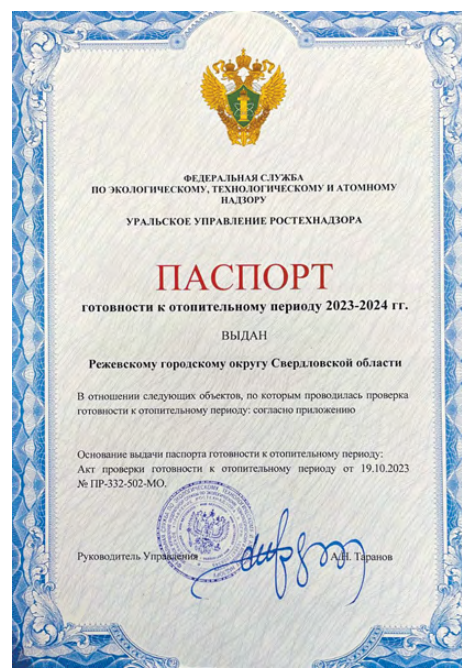 ФЕДЕРАЛЬНАЯ СЛУЖБА
ПО ЭКОЛОГИЧЕСКОМУ, ТЕХНОЛОГИЧЕСКОМУ И АТОМНОМУ
НАДЗОРУ
УРАЛЬСКОЕ УПРАВЛЕНИЕ РОСТЕХНАДЗОРА
ПАСПОРТ
готовности к отопительному периоду 2023-2024 гг.
ВЫДАН
Режевскому городскому округу Свердловской области
В отношении следующих объектов, по которым проводилась проверка
готовности к отопительному периоду: согласно приложению
Основание выдачи паспорта готовности к отопительному периоду:
Акт проверки готовности к отопительному периоду от 19.10.2023
№ ПР-332-502-МО.
Руководитель Управления А.Н. Таранов